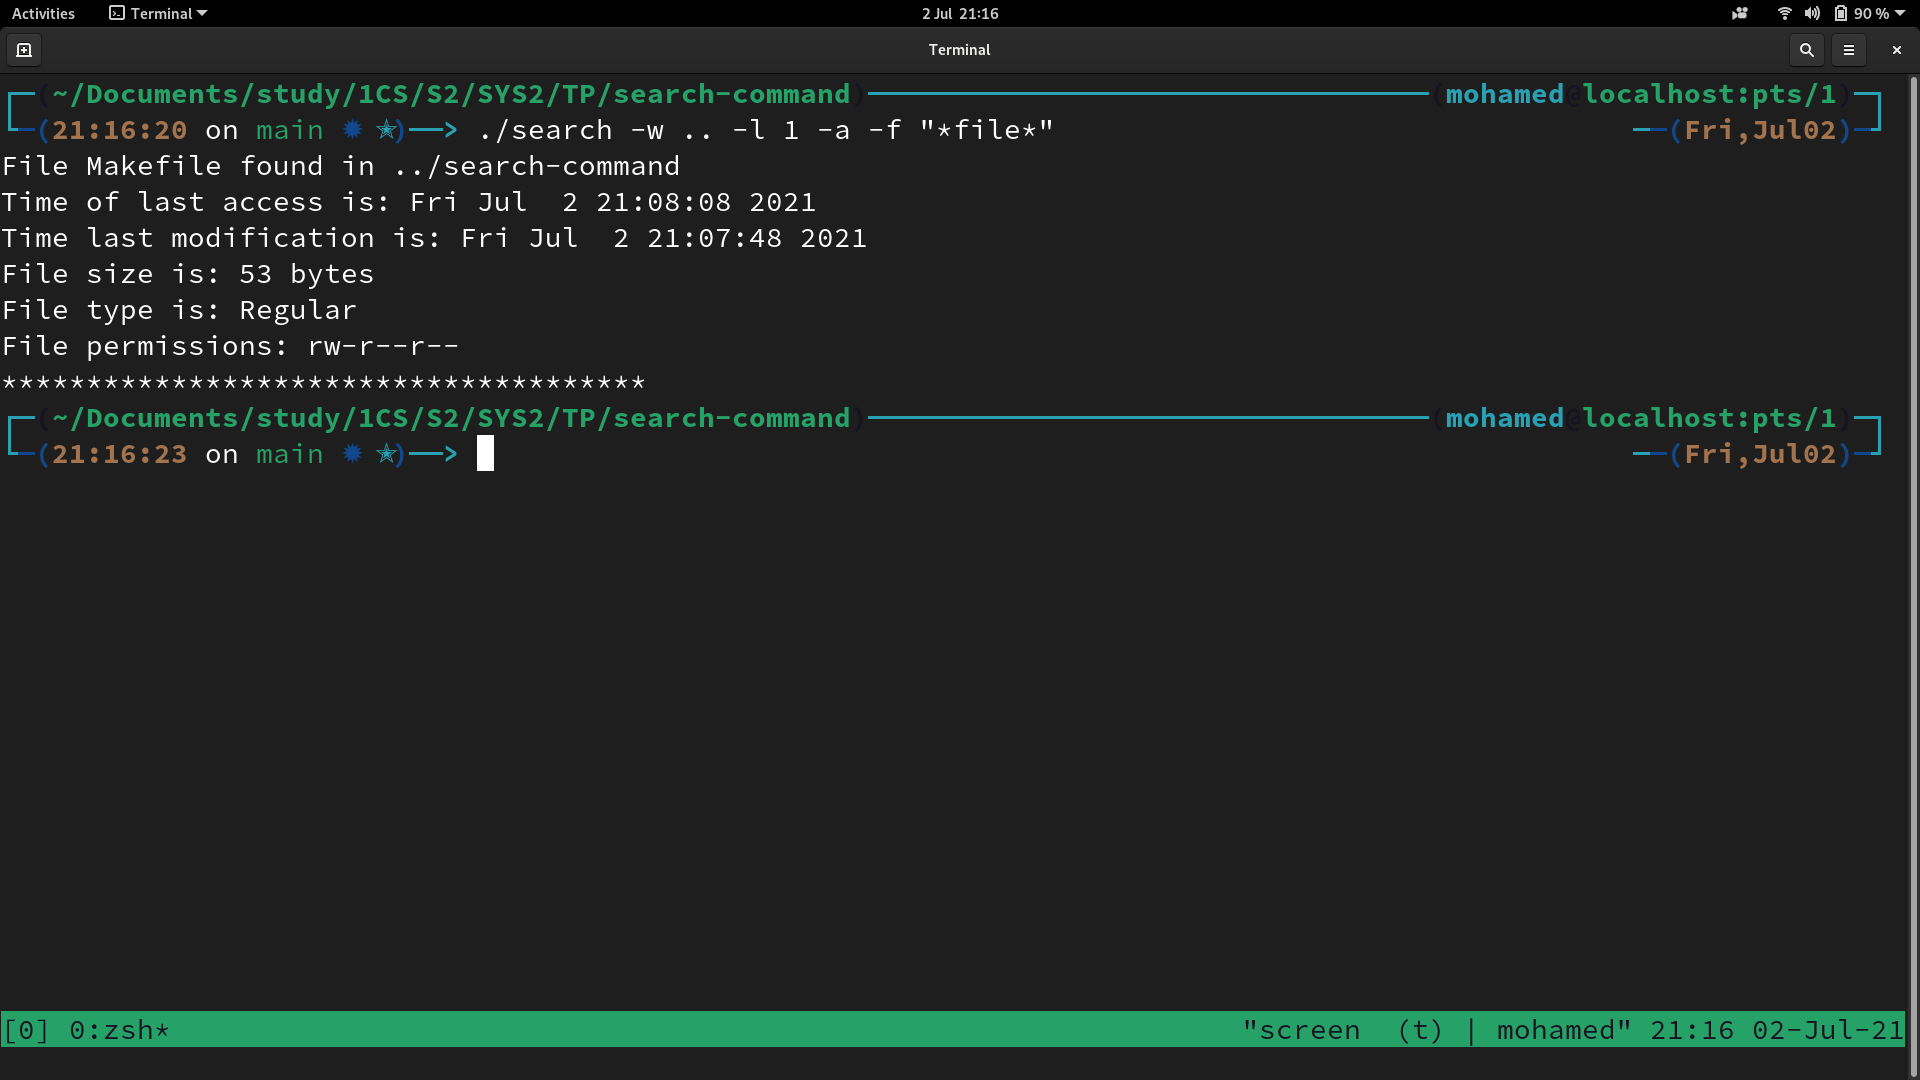 Activities Terminal 2 Jul 21:16 90 %
Terminal
(~/Documents/study/1CS/S2/SYS2/TP/search-command) (mohamed@localhost:pts/1)
(21:16:20 on main ✹ ✭)──> ./search -w .. -l 1 -a -f "*file*" (Fri,Jul02)
File Makefile found in ../search-command
Time of last access is: Fri Jul  2 21:08:08 2021
Time last modification is: Fri Jul  2 21:07:48 2021
File size is: 53 bytes
File type is: Regular
File permissions: rw-r--r--
**************************************
(~/Documents/study/1CS/S2/SYS2/TP/search-command) (mohamed@localhost:pts/1)
(21:16:23 on main ✹ ✭)──> (Fri,Jul02)
[0] 0:zsh* "screen  (t) | mohamed" 21:16 02-Jul-21